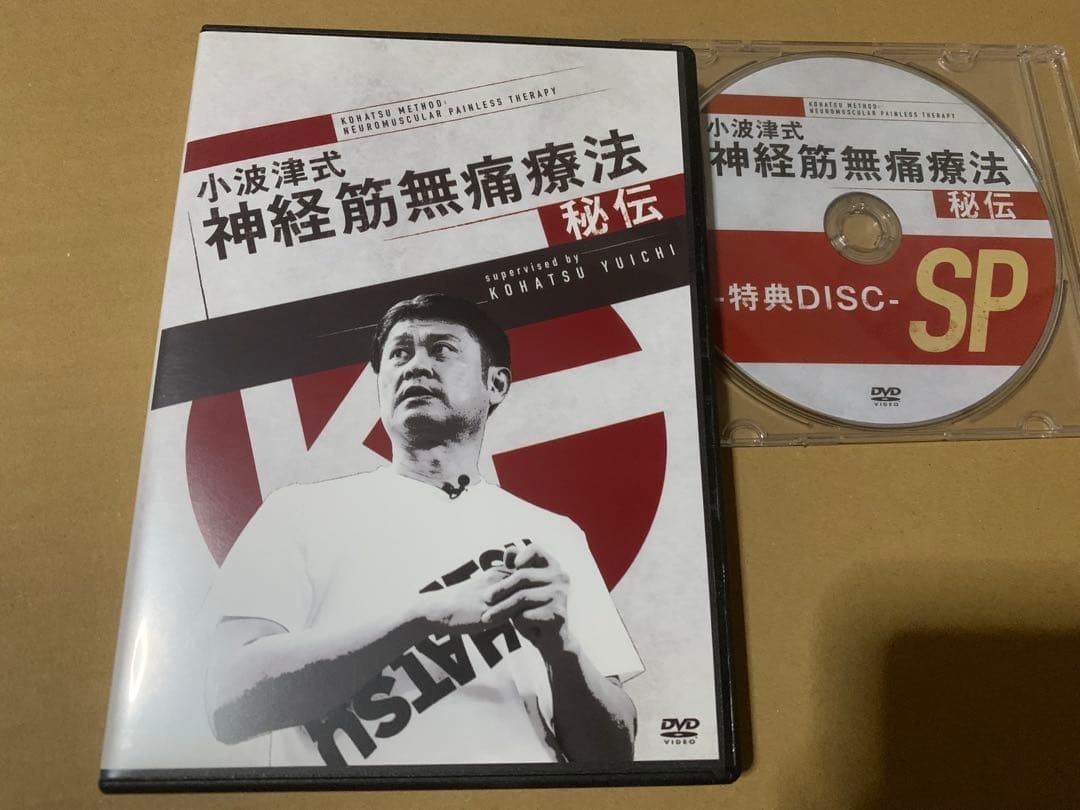 KOHATSU METHOD:
NEUROMUSCULAR PAINLESS THERAPY
小波津式
神経筋無痛療法
秘伝
supervised by
KOHATSU YUICHI
HATSU
DVD
VIDEO
KOHATSU METHOD:
NEUROMUSCULAR PAINLESS THERAPY
小波津式
神経筋無痛療法
秘伝
-特典DISC-
SP
DVD
VIDEO